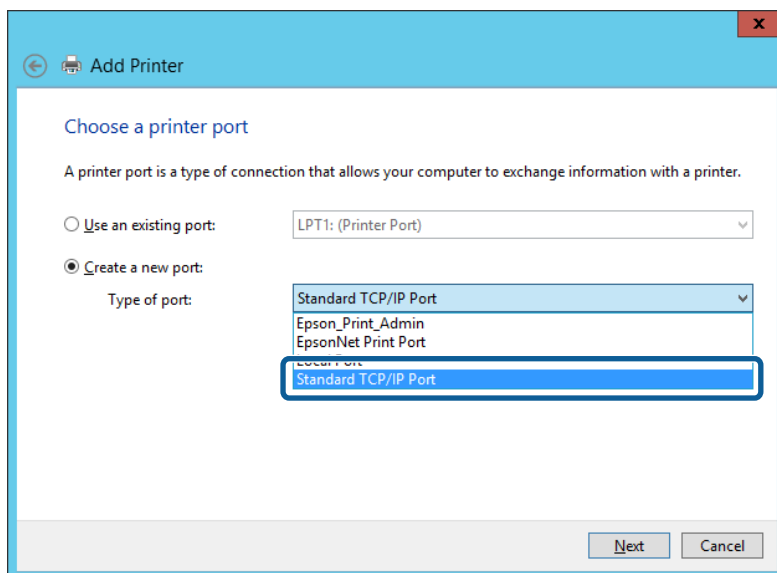 x
Add Printer
Choose a printer port
A printer port is a type of connection that allows your computer to exchange information with a printer.
Use an existing port: LPT1: (Printer Port)
Create a new port:
Type of port: Standard TCP/IP Port
Epson_Print_Admin
EpsonNet Print Port
Local Port
Standard TCP/IP Port
Next Cancel